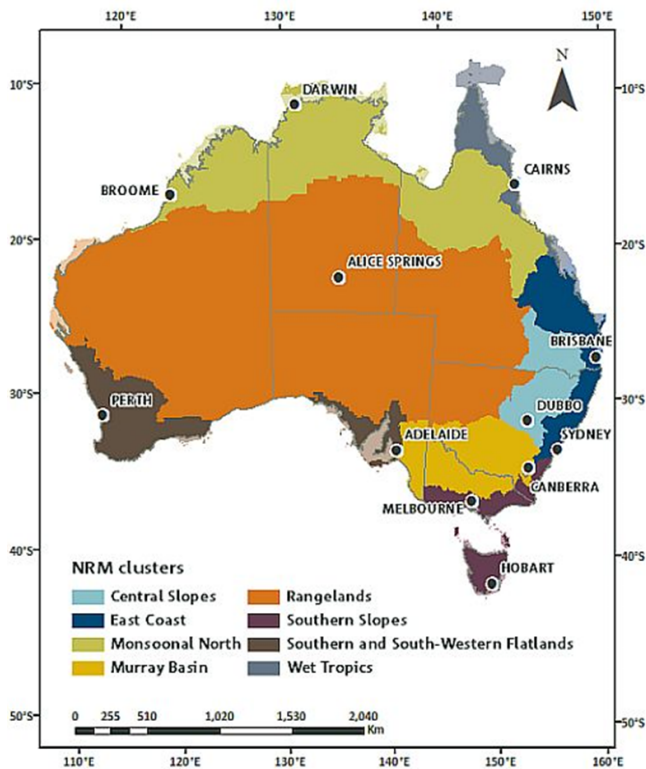 120°E 130°E 140°E 150°E
N
10°S 10°S
DARWIN
CAIRNS
BROOME
20°S 20°S
ALICE SPRINGS
BRISBANE
30°S 30°S
PERTH
DUBBO
ADELAIDE
SYDNEY
CANBERRA
MELBOURNE
40°S 40°S
HOBART
NRM clusters
Central Slopes Rangelands
East Coast Southern Slopes
Monsoonal North Southern and South-Western Flatlands
Murray Basin Wet Tropics
50°S 50°S
0 255 510 1,020 1,530 2,040
Km
110°E 120°E 130°E 140°E 150°E 160°E